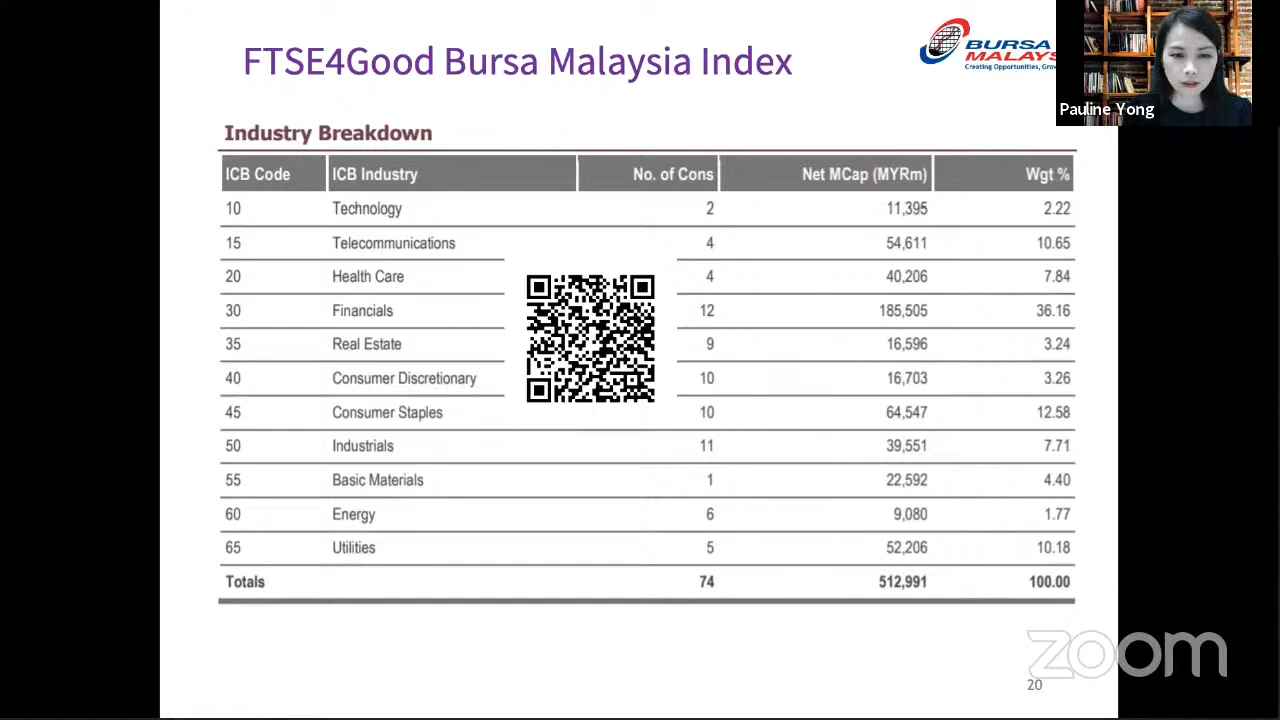 FTSE4Good Bursa Malaysia Index
BURSA
MALAYS
Creating Opportunities, Grow
Pauline Yong
Industry Breakdown
ICB Code ICB Industry No. of Cons Net MCap (MYRm) Wgt %
10 Technology 2 11,395 2.22
15 Telecommunications 4 54,611 10.65
20 Health Care 4 40,206 7.84
30 Financials 12 185,505 36.16
35 Real Estate 9 16,596 3.24
40 Consumer Discretionary 10 16,703 3.26
45 Consumer Staples 10 64,547 12.58
50 Industrials 11 39,551 7.71
55 Basic Materials 1 22,592 4.40
60 Energy 6 9,080 1.77
65 Utilities 5 52,206 10.18
Totals 74 512,991 100.00
zoom
20